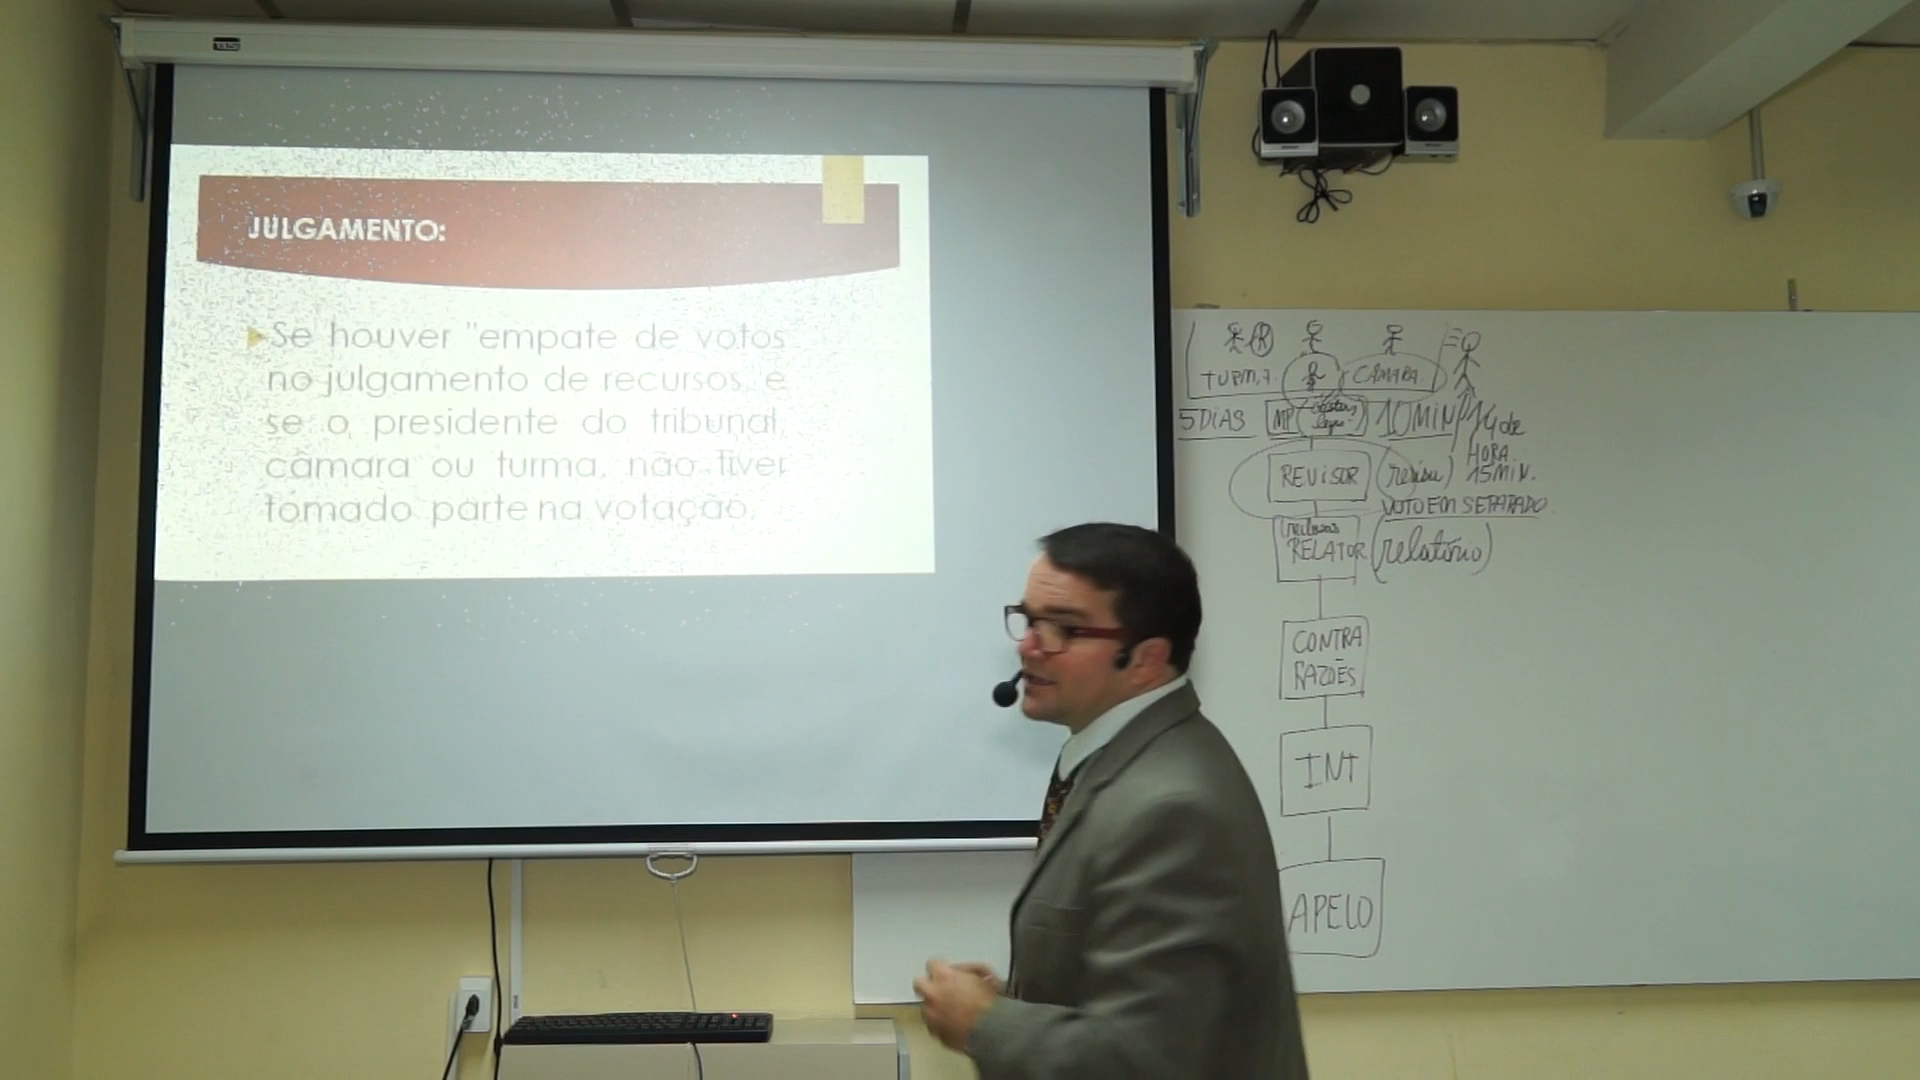 JULGAMENTO:
Se houver "empate de votos
no julgamento de recursos, e
se o presidente do tribunal,
câmara ou turma, não tiver
tomado parte na votação,
R
TURMA. CÂMARA.
5 DIAS MP 10 MIN / 1/4 de
HORA
REVISOR 15 MIN.
VOTO EM SEPARADO.
RELATOR (relatório)
CONTRA
RAZÕES
INT
APELO